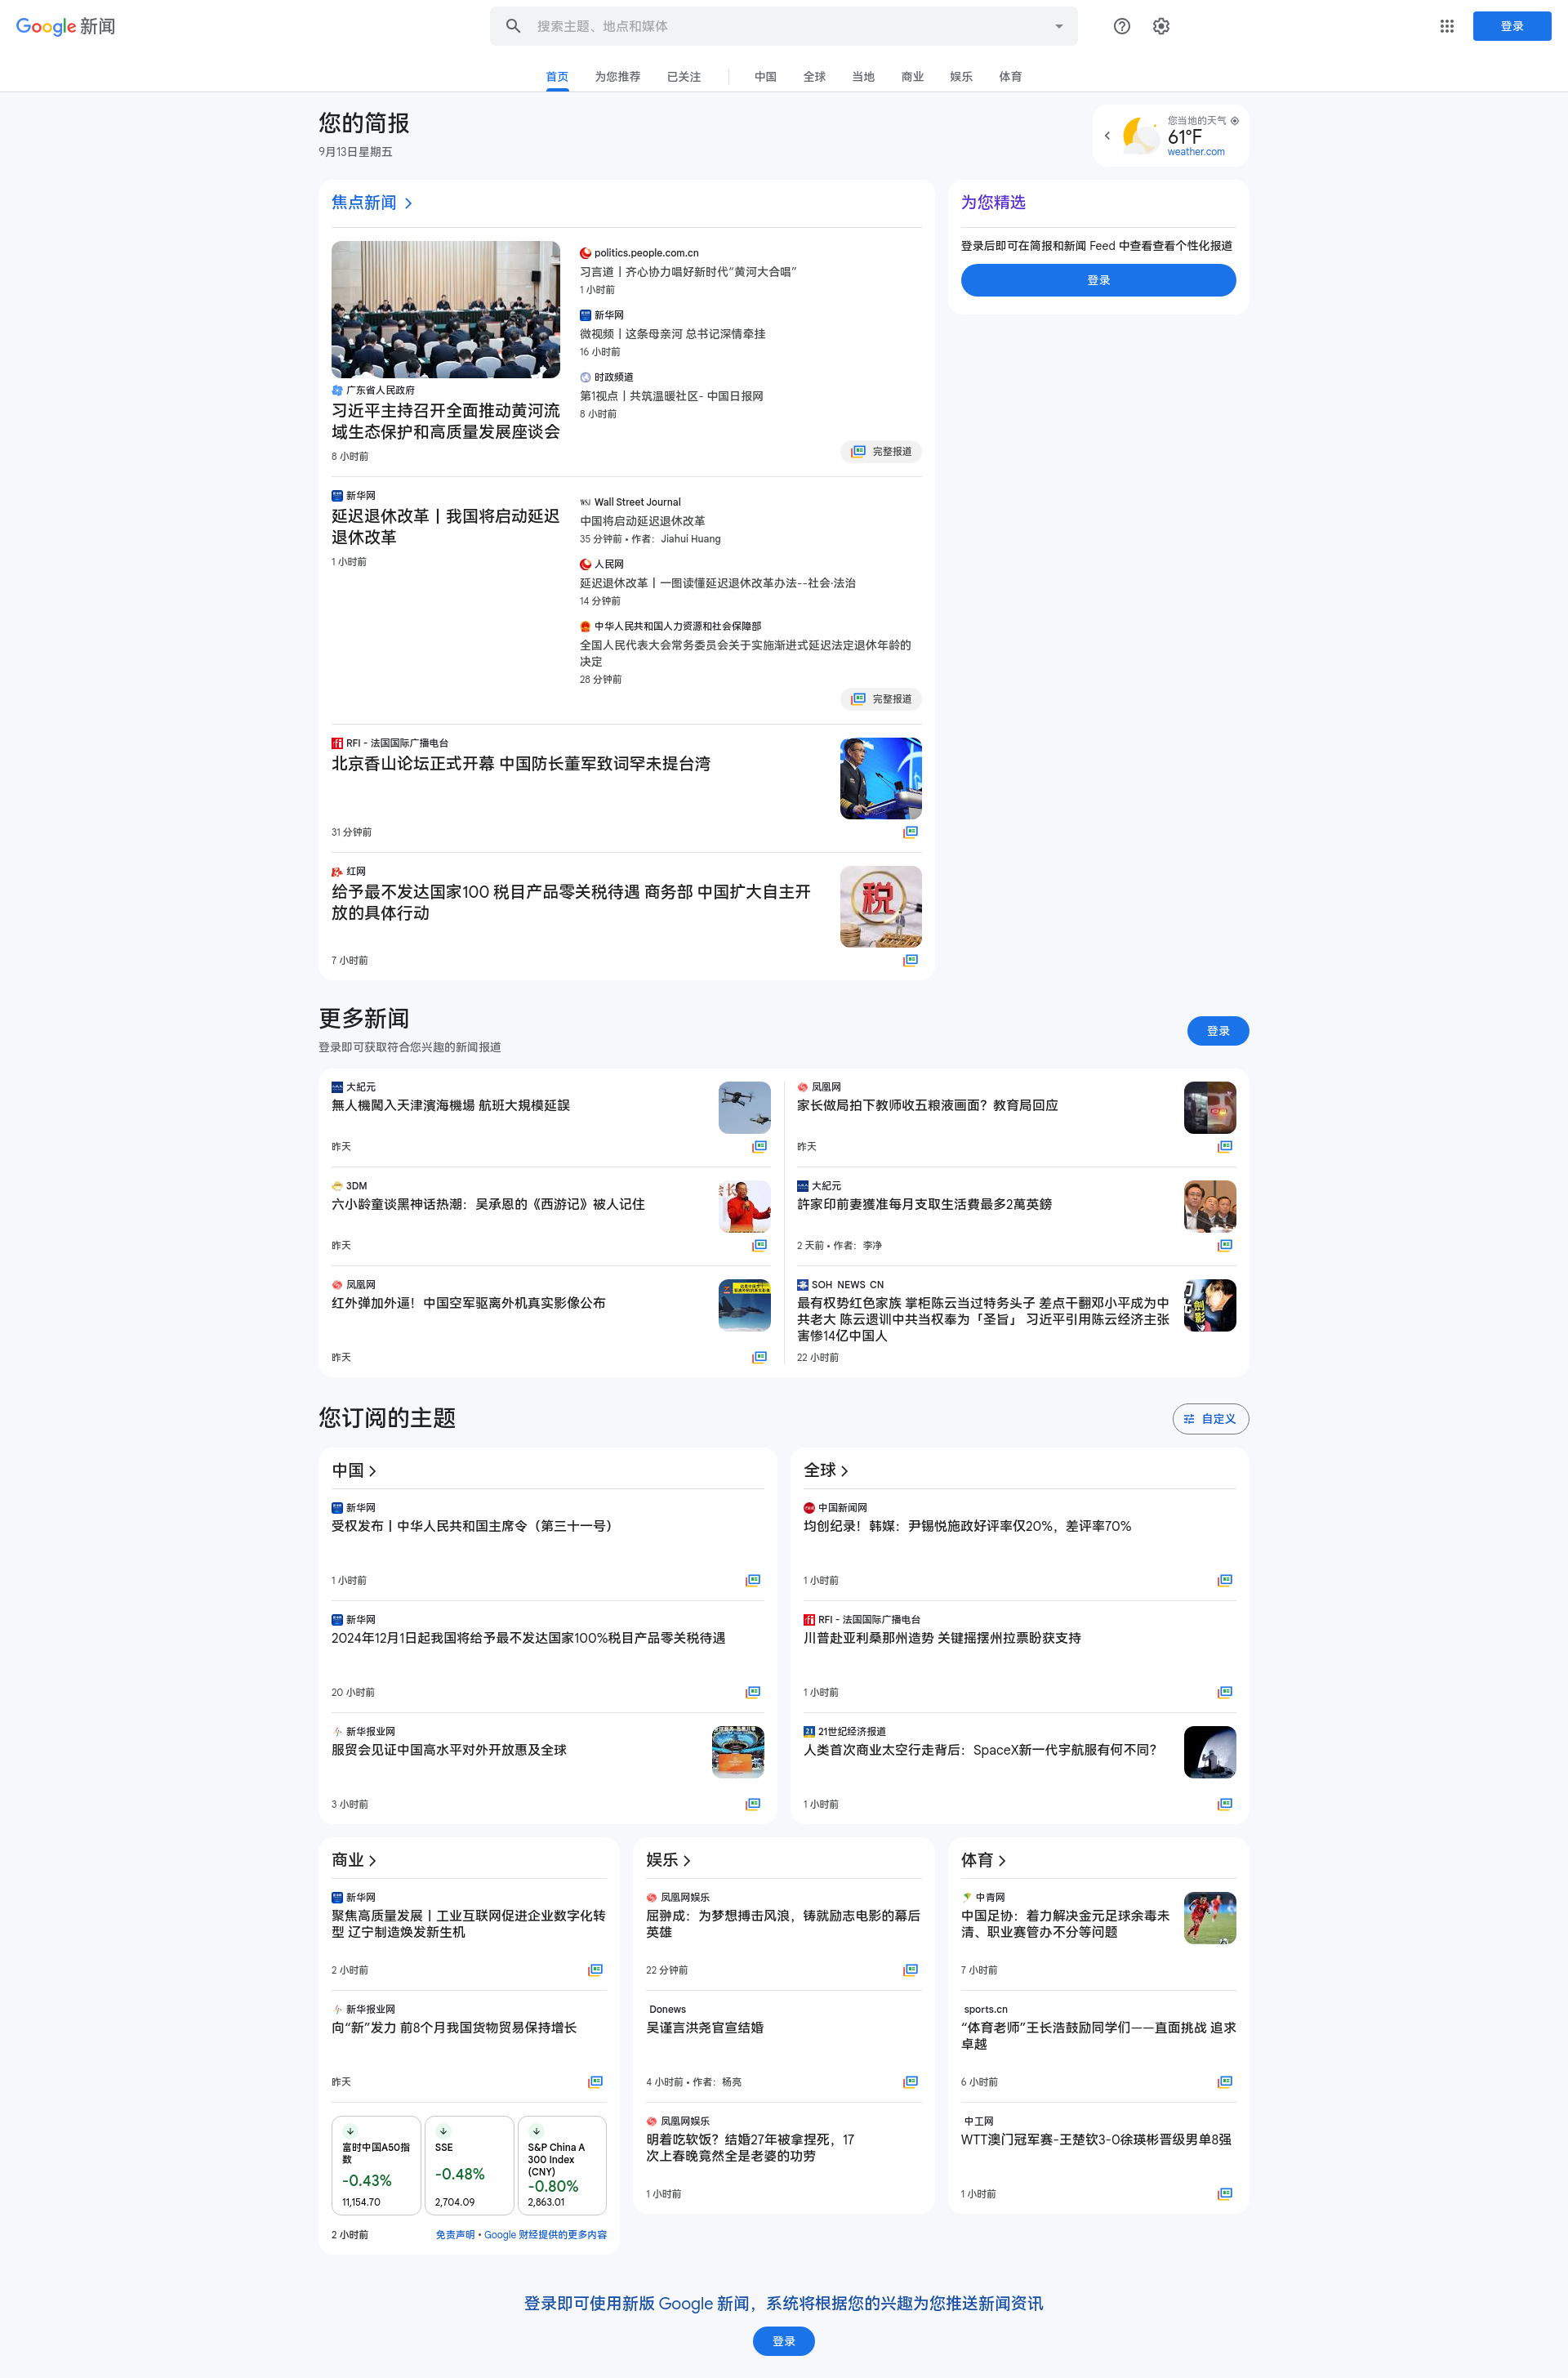 Google 新闻
搜索主题、地点和媒体
登录
首页 为您推荐 已关注 中国 全球 当地 商业 娱乐 体育
您的简报
9月13日星期五
您当地的天气
61°F
weather.com
焦点新闻
广东省人民政府
习近平主持召开全面推动黄河流
域生态保护和高质量发展座谈会
8 小时前
politics.people.com.cn
习言道丨齐心协力唱好新时代“黄河大合唱”
1 小时前
新华网
微视频丨这条母亲河 总书记深情牵挂
16 小时前
时政频道
第1视点丨共筑温暖社区- 中国日报网
8 小时前
完整报道
新华网
延迟退休改革丨我国将启动延迟
退休改革
1 小时前
WSJ Wall Street Journal
中国将启动延迟退休改革
35 分钟前 • 作者：Jiahui Huang
人民网
延迟退休改革丨一图读懂延迟退休改革办法--社会·法治
14 分钟前
中华人民共和国人力资源和社会保障部
全国人民代表大会常务委员会关于实施渐进式延迟法定退休年龄的
决定
28 分钟前
完整报道
RFI - 法国国际广播电台
北京香山论坛正式开幕 中国防长董军致词罕未提台湾
31 分钟前
红网
给予最不发达国家100 税目产品零关税待遇 商务部 中国扩大自主开
放的具体行动
税
7 小时前
为您精选
登录后即可在简报和新闻 Feed 中查看查看个性化报道
登录
更多新闻
登录即可获取符合您兴趣的新闻报道
登录
大紀元
無人機闖入天津濱海機場 航班大規模延誤
昨天
3DM
六小龄童谈黑神话热潮：吴承恩的《西游记》被人记住
昨天
凤凰网
红外弹加外逼！中国空军驱离外机真实影像公布
昨天
凤凰网
家长做局拍下教师收五粮液画面？教育局回应
昨天
大紀元
許家印前妻獲准每月支取生活費最多2萬英鎊
2 天前 • 作者：李净
SOH NEWS CN
最有权势红色家族 掌柜陈云当过特务头子 差点干翻邓小平成为中
共老大 陈云遗训中共当权奉为「圣旨」 习近平引用陈云经济主张
害惨14亿中国人
22 小时前
您订阅的主题
自定义
中国
新华网
受权发布丨中华人民共和国主席令（第三十一号）
1 小时前
新华网
2024年12月1日起我国将给予最不发达国家100%税目产品零关税待遇
20 小时前
新华报业网
服贸会见证中国高水平对外开放惠及全球
3 小时前
全球
中国新闻网
均创纪录！韩媒：尹锡悦施政好评率仅20%，差评率70%
1 小时前
RFI - 法国国际广播电台
川普赴亚利桑那州造势 关键摇摆州拉票盼获支持
1 小时前
21 21世纪经济报道
人类首次商业太空行走背后：SpaceX新一代宇航服有何不同？
1 小时前
商业
新华网
聚焦高质量发展丨工业互联网促进企业数字化转
型 辽宁制造焕发新生机
2 小时前
新华报业网
向“新”发力 前8个月我国货物贸易保持增长
昨天
富时中国A50指
数
-0.43%
11,154.70
SSE
-0.48%
2,704.09
S&P China A
300 Index
(CNY)
-0.80%
2,863.01
2 小时前
免责声明 • Google 财经提供的更多内容
娱乐
凤凰网娱乐
屈翀成：为梦想搏击风浪，铸就励志电影的幕后
英雄
22 分钟前
Donews
吴谨言洪尧官宣结婚
4 小时前 • 作者：杨亮
凤凰网娱乐
明着吃软饭？结婚27年被拿捏死，17
次上春晚竟然全是老婆的功劳
1 小时前
体育
中青网
中国足协：着力解决金元足球余毒未
清、职业赛管办不分等问题
7 小时前
sports.cn
“体育老师”王长浩鼓励同学们——直面挑战 追求
卓越
6 小时前
中工网
WTT澳门冠军赛-王楚钦3-0徐瑛彬晋级男单8强
1 小时前
登录即可使用新版 Google 新闻，系统将根据您的兴趣为您推送新闻资讯
登录